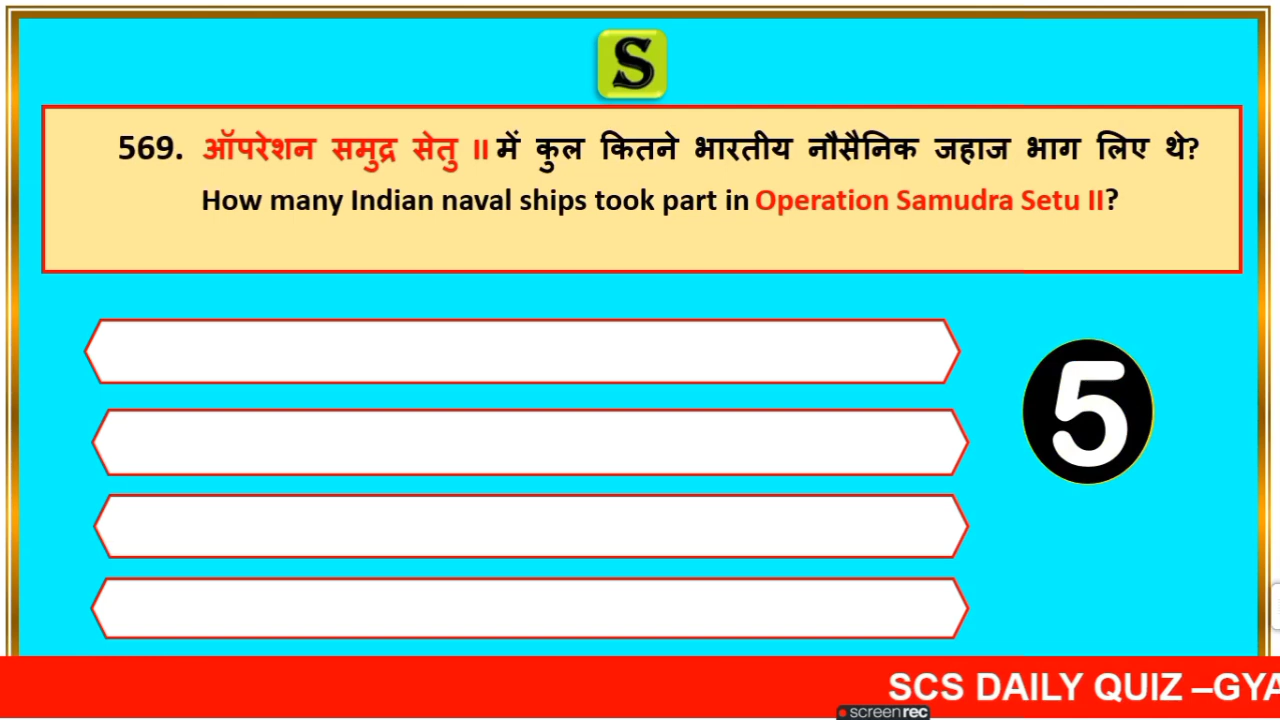 S
569. ऑपरेशन समुद्र सेतु II में कुल कितने भारतीय नौसैनिक जहाज भाग लिए थे?
How many Indian naval ships took part in Operation Samudra Setu II?
5
SCS DAILY QUIZ –GYA
screenrec